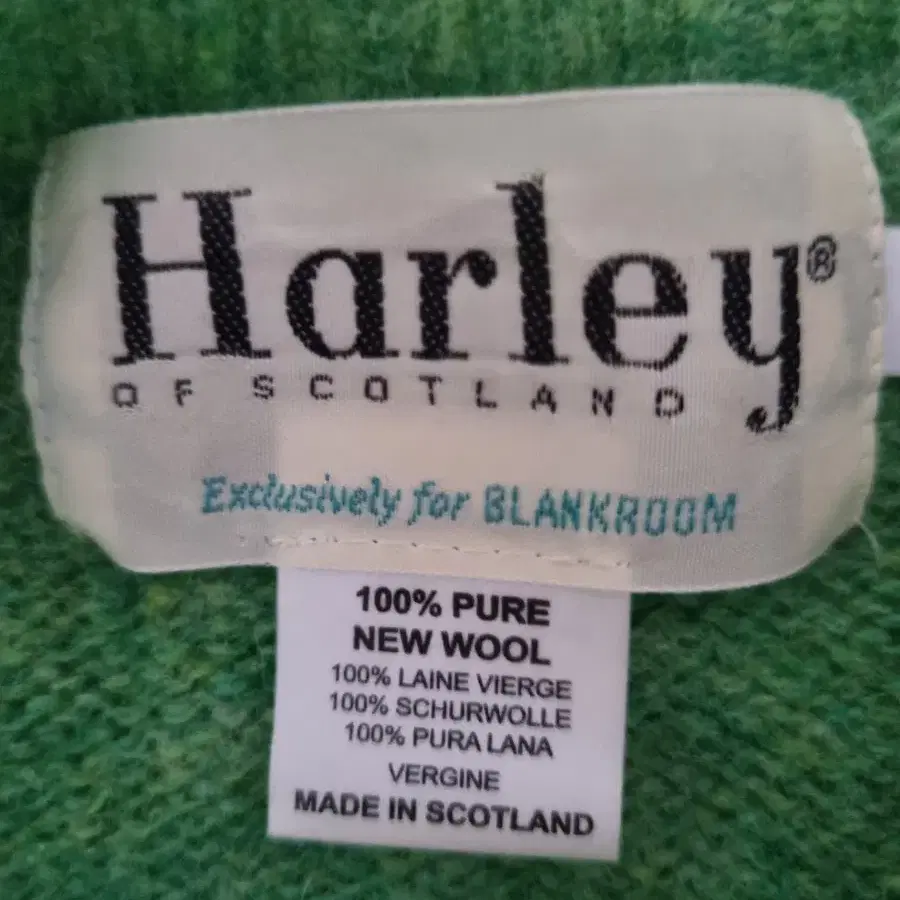 Harley®
OF SCOTLAND
Exclusively for BLANKROOM
100% PURE
NEW WOOL
100% LAINE VIERGE
100% SCHURWOLLE
100% PURA LANA
VERGINE
MADE IN SCOTLAND